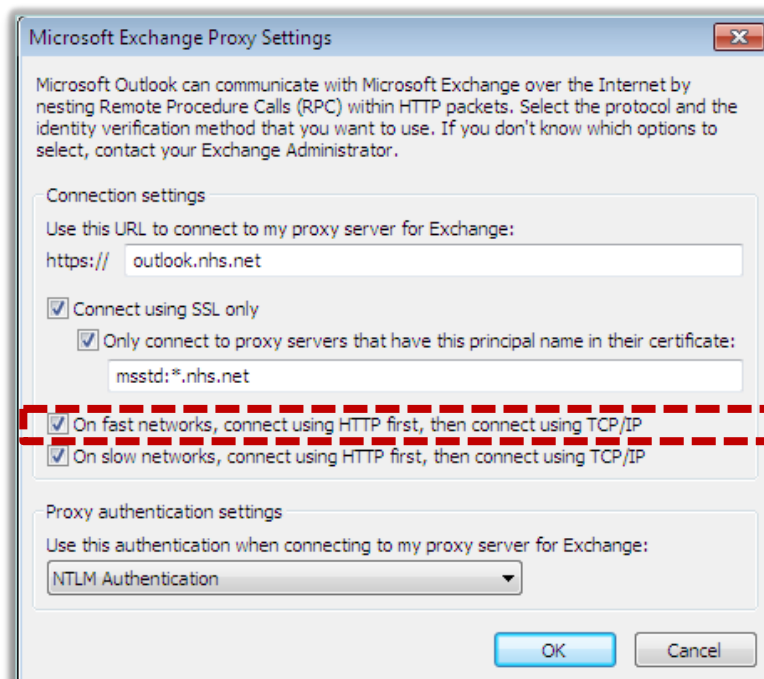 Microsoft Exchange Proxy Settings
Microsoft Outlook can communicate with Microsoft Exchange over the Internet by
nesting Remote Procedure Calls (RPC) within HTTP packets. Select the protocol and the
identity verification method that you want to use. If you don't know which options to
select, contact your Exchange Administrator.
Connection settings
Use this URL to connect to my proxy server for Exchange:
https:// outlook.nhs.net
Connect using SSL only
Only connect to proxy servers that have this principal name in their certificate:
msstd:*.nhs.net
On fast networks, connect using HTTP first, then connect using TCP/IP
On slow networks, connect using HTTP first, then connect using TCP/IP
Proxy authentication settings
Use this authentication when connecting to my proxy server for Exchange:
NTLM Authentication
OK Cancel